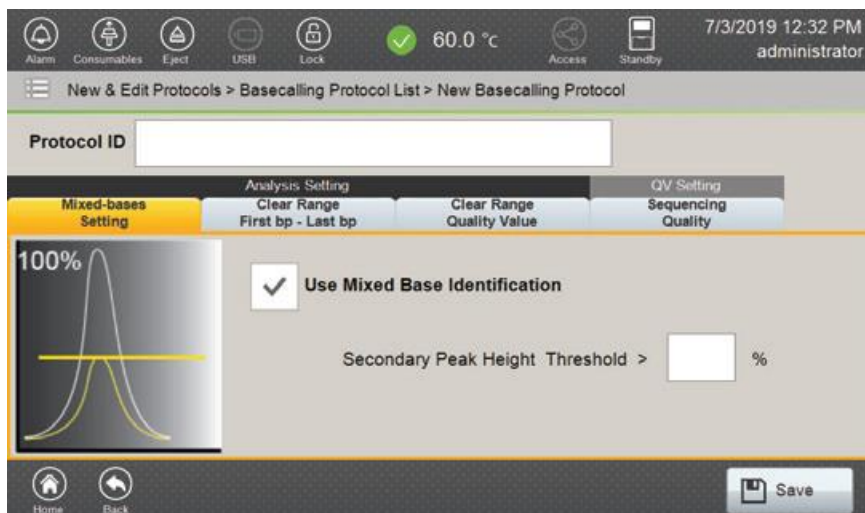 7/3/2019 12:32 PM
60.0 °c
administrator
Alarm Consumables Eject USB Lock Access Standby
New & Edit Protocols > Basecalling Protocol List > New Basecalling Protocol
Protocol ID
Analysis Setting QV Setting
Mixed-bases Clear Range Clear Range Sequencing
Setting First bp - Last bp Quality Value Quality
100%
Use Mixed Base Identification
Secondary Peak Height Threshold > %
Save
Home Back